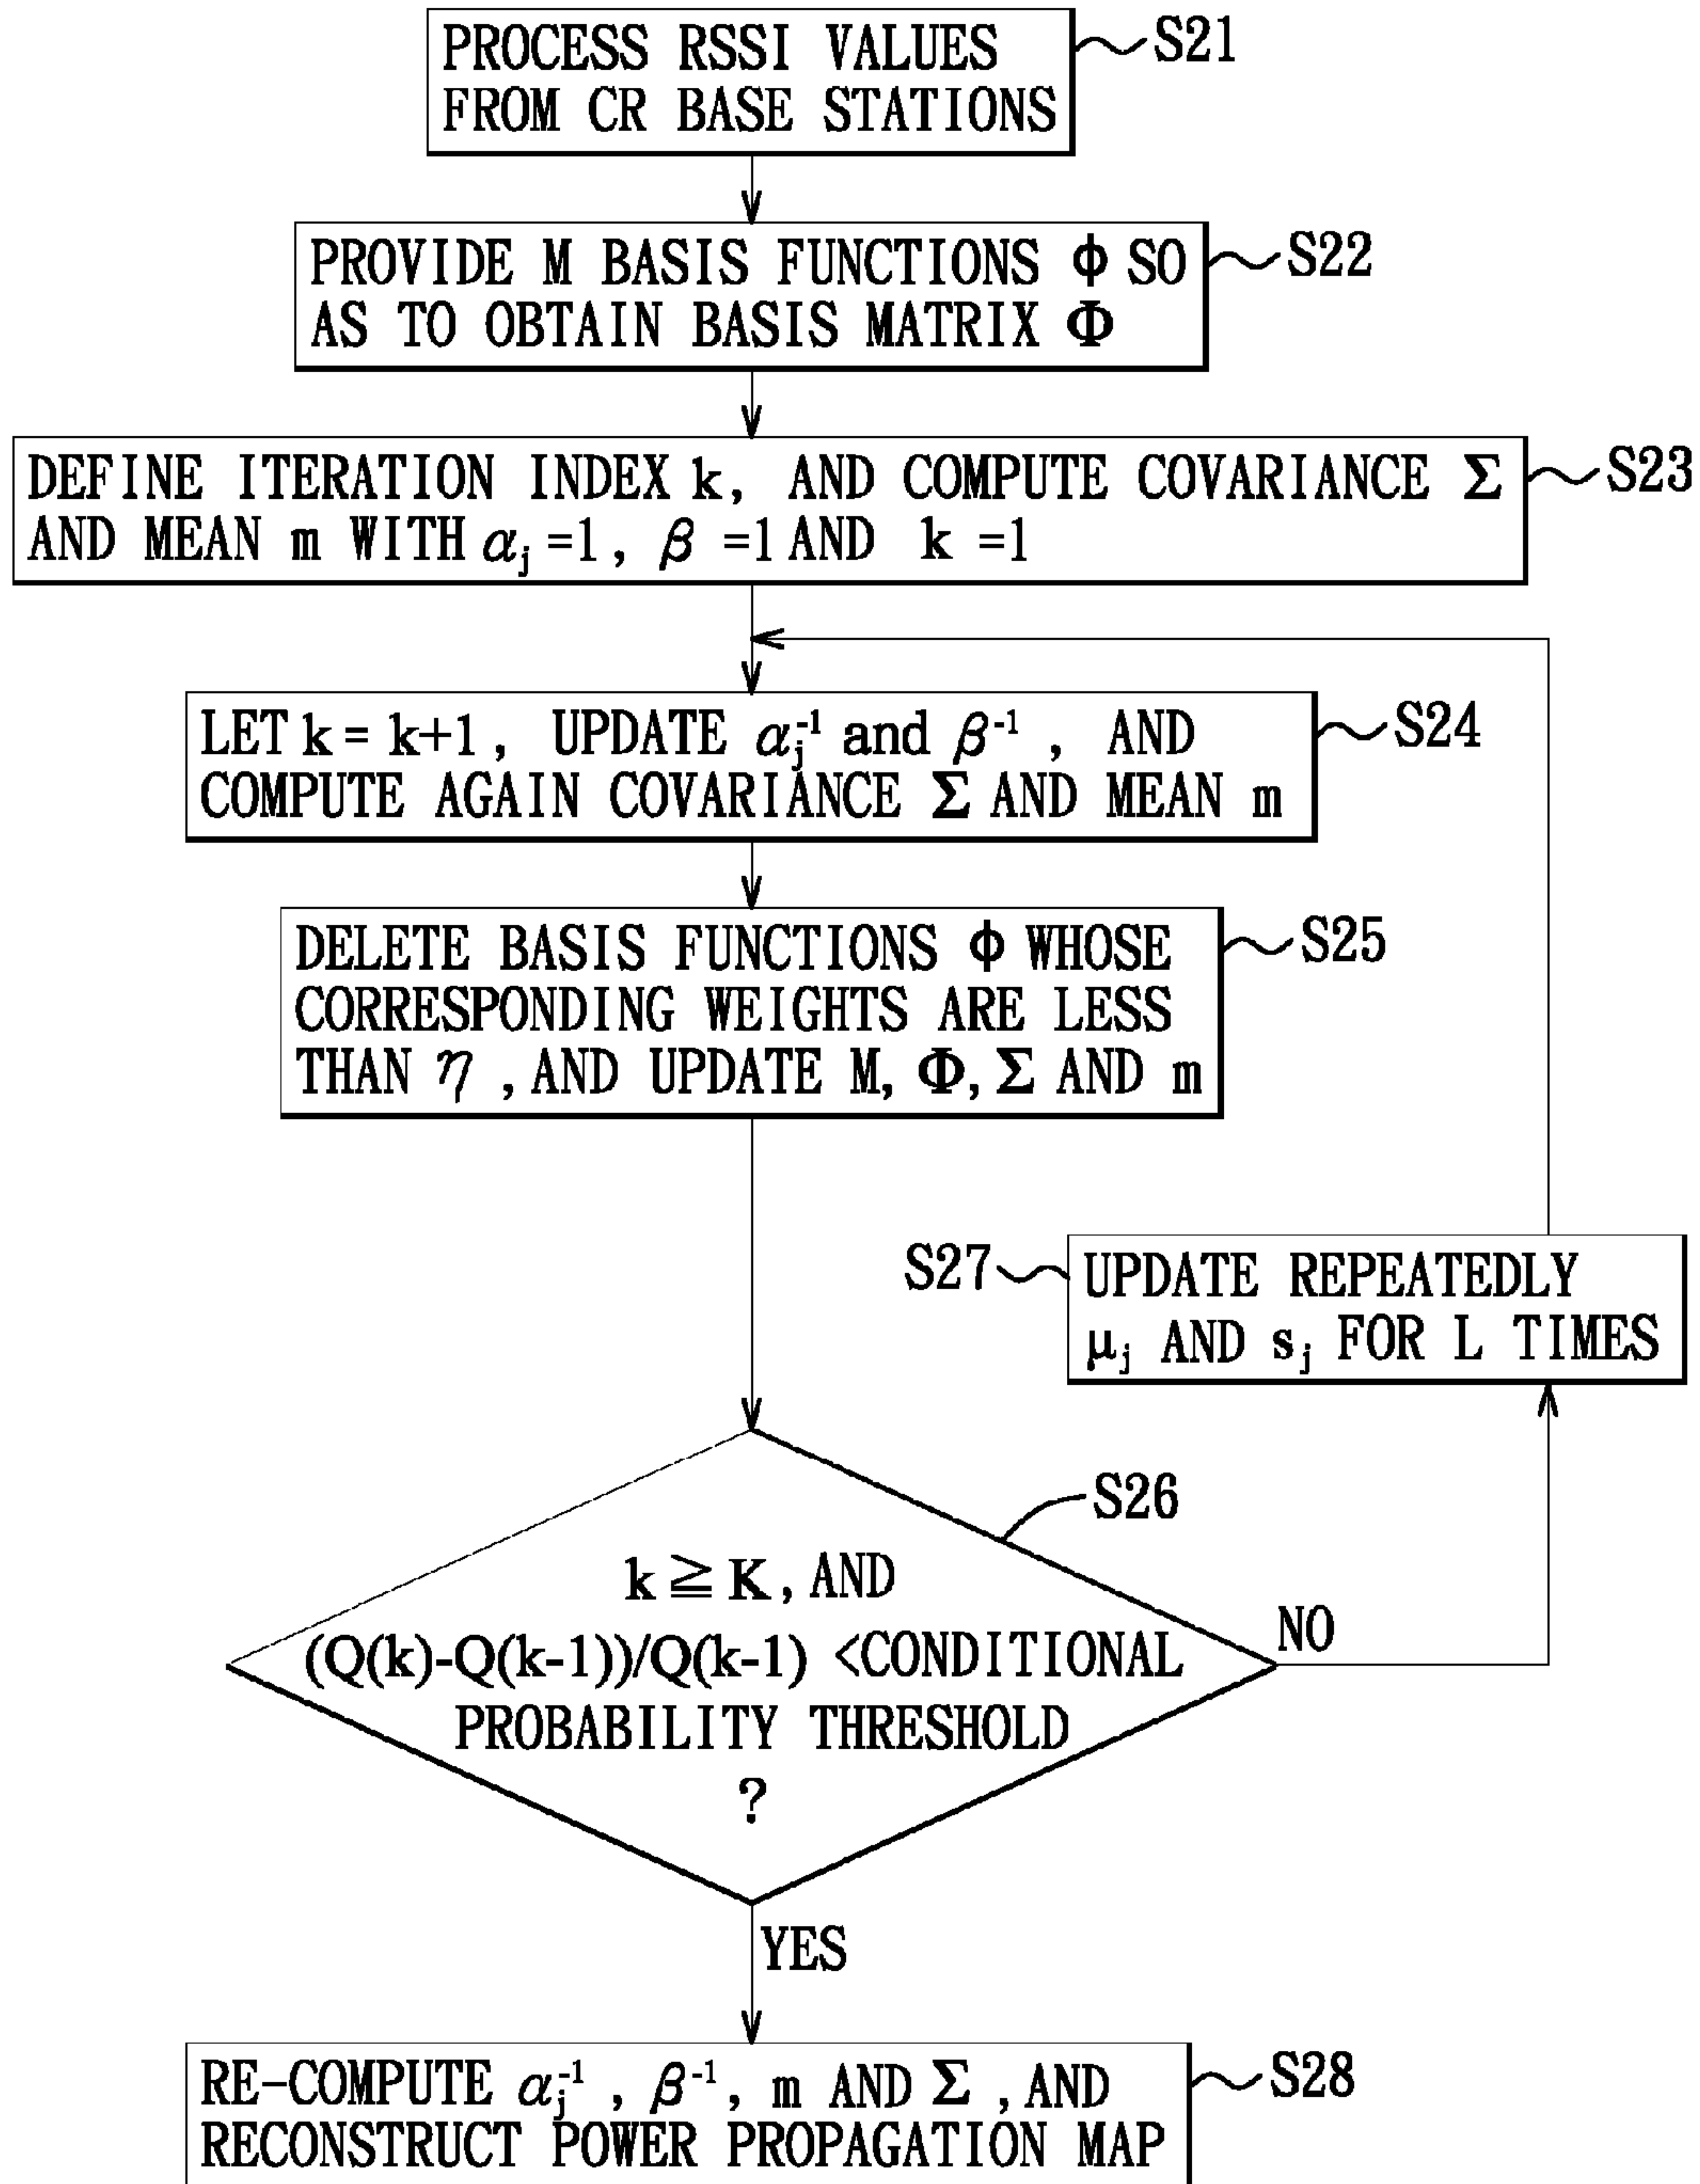 PROCESS RSSI VALUES
FROM CR BASE STATIONS
S21
PROVIDE M BASIS FUNCTIONS ϕ SO
AS TO OBTAIN BASIS MATRIX Φ
S22
DEFINE ITERATION INDEX k, AND COMPUTE COVARIANCE Σ
AND MEAN m WITH αj =1, β =1 AND k =1
S23
LET k = k+1, UPDATE αj⁻¹ and β⁻¹, AND
COMPUTE AGAIN COVARIANCE Σ AND MEAN m
S24
DELETE BASIS FUNCTIONS ϕ WHOSE
CORRESPONDING WEIGHTS ARE LESS
THAN η, AND UPDATE M, Φ, Σ AND m
S25
S27
UPDATE REPEATEDLY
μj AND sj FOR L TIMES
S26
k ≧ K, AND
(Q(k)-Q(k-1))/Q(k-1) <CONDITIONAL
PROBABILITY THRESHOLD
?
NO
YES
RE-COMPUTE αj⁻¹, β⁻¹, m AND Σ, AND
RECONSTRUCT POWER PROPAGATION MAP
S28